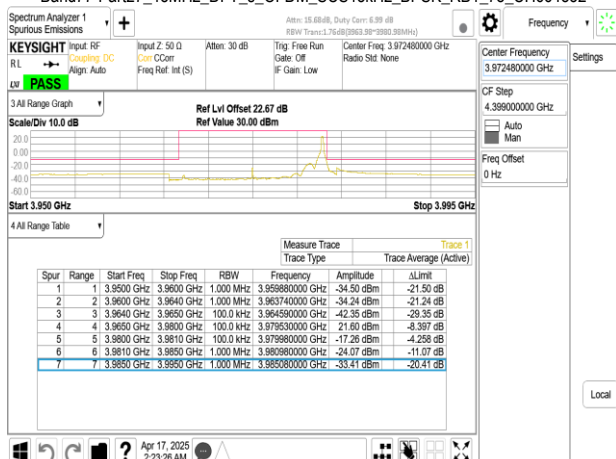 Spectrum Analyzer 1
Spurious Emissions
Attn: 15.68dB, Duty Corr: 6.99 dB
RBW Trans:1.76dB(3963.98~3980.98MHz)
Frequency
Settings
KEYSIGHT Input: RF
Input Z: 50 Ω
Atten: 30 dB
Trig: Free Run
Center Freq: 3.972480000 GHz
RL
Coupling: DC
Corr CCorr
Gate: Off
Radio Std: None
Align: Auto
Freq Ref: Int (S)
IF Gain: Low
PASS
Center Frequency
3.972480000 GHz
CF Step
4.399000000 GHz
Auto
Man
Freq Offset
0 Hz
3 All Range Graph
Ref Lvl Offset 22.67 dB
Scale/Div 10.0 dB
Ref Value 30.00 dBm
20.0
0.00
-20.0
-40.0
-60.0
Start 3.950 GHz
Stop 3.995 GHz
4 All Range Table
Measure Trace Trace 1
Trace Type Trace Average (Active)
Spur Range Start Freq Stop Freq RBW Frequency Amplitude ΔLimit
1 1 3.9500 GHz 3.9600 GHz 1.000 MHz 3.959880000 GHz -34.50 dBm -21.50 dB
2 2 3.9600 GHz 3.9640 GHz 1.000 MHz 3.963740000 GHz -34.24 dBm -21.24 dB
3 3 3.9640 GHz 3.9650 GHz 100.0 kHz 3.964590000 GHz -42.35 dBm -29.35 dB
4 4 3.9650 GHz 3.9800 GHz 100.0 kHz 3.979530000 GHz 21.60 dBm -8.397 dB
5 5 3.9800 GHz 3.9810 GHz 100.0 kHz 3.979980000 GHz -17.26 dBm -4.258 dB
6 6 3.9810 GHz 3.9850 GHz 1.000 MHz 3.980980000 GHz -24.07 dBm -11.07 dB
7 7 3.9850 GHz 3.9950 GHz 1.000 MHz 3.985080000 GHz -33.41 dBm -20.41 dB
Local
Apr 17, 2025
2:23:26 AM